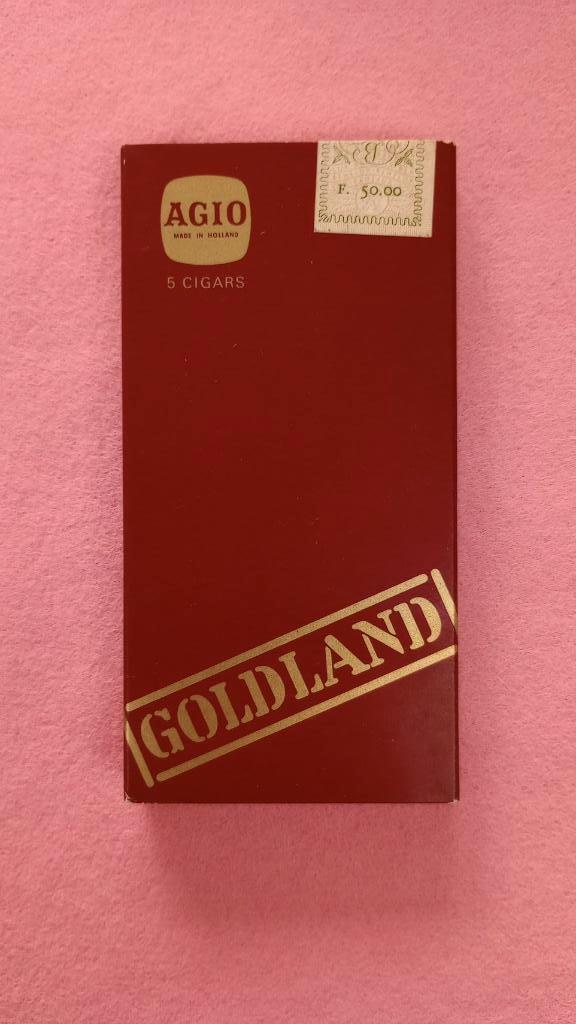 AGIO
MADE IN HOLLAND
5 CIGARS
F. 50.00
GOLDLAND